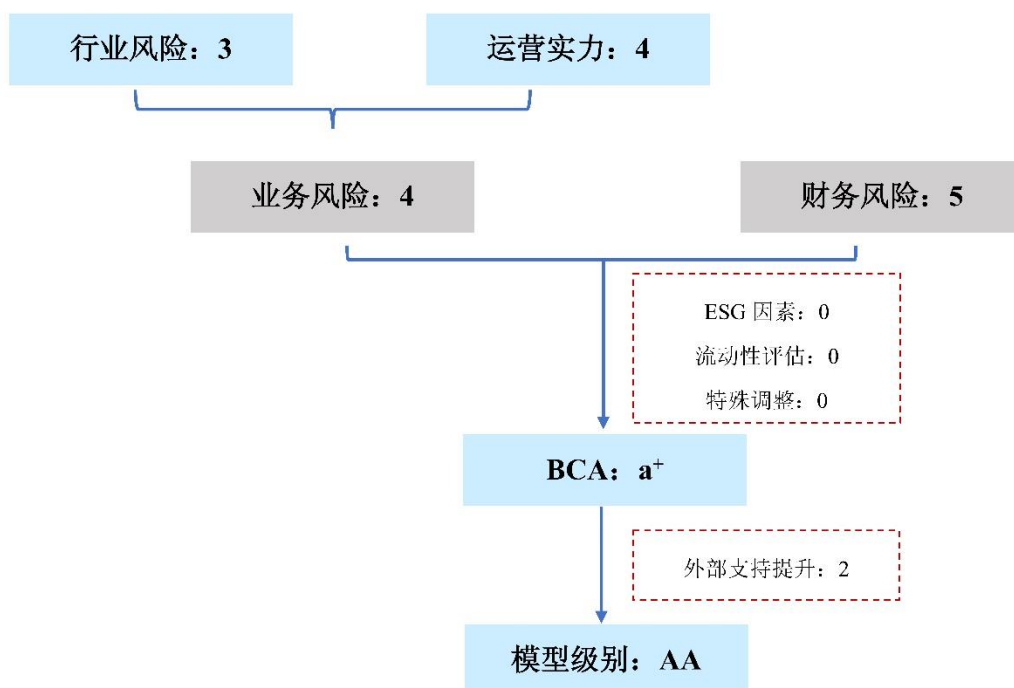 行业风险：3
运营实力：4
业务风险：4
财务风险：5
ESG 因素：0
流动性评估：0
特殊调整：0
BCA：a⁺
外部支持提升：2
模型级别：AA